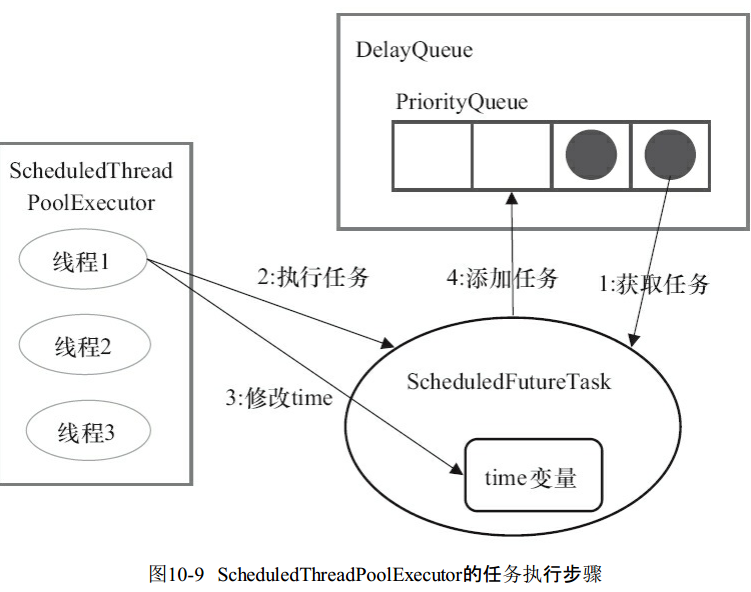 DelayQueue
PriorityQueue
ScheduledThread
PoolExecutor
线程1
线程2
线程3
2:执行任务
4:添加任务
1:获取任务
3:修改time
ScheduledFutureTask
time变量
图10-9 ScheduledThreadPoolExecutor的任务执行步骤